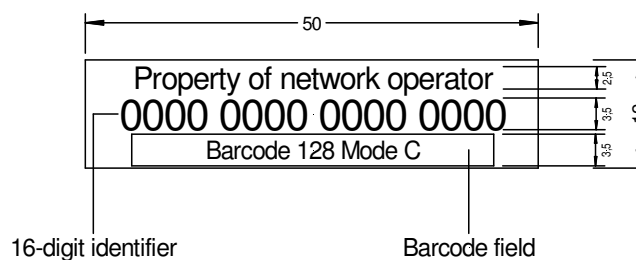 50
Property of network operator
2,5
0000 0000 0000 0000
3,5
Barcode 128 Mode C
3,5
16-digit identifier
Barcode field